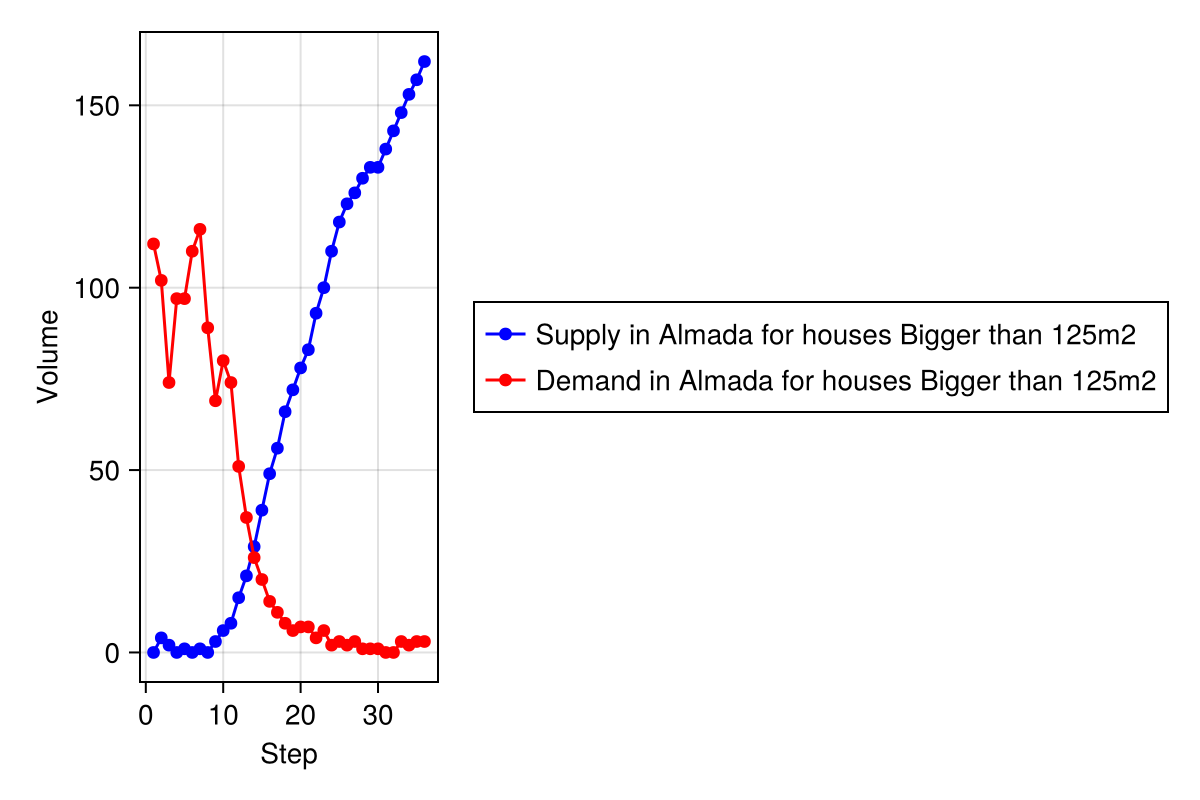 150
100
50
0
Volume
0 10 20 30
Step
Supply in Almada for houses Bigger than 125m2
Demand in Almada for houses Bigger than 125m2